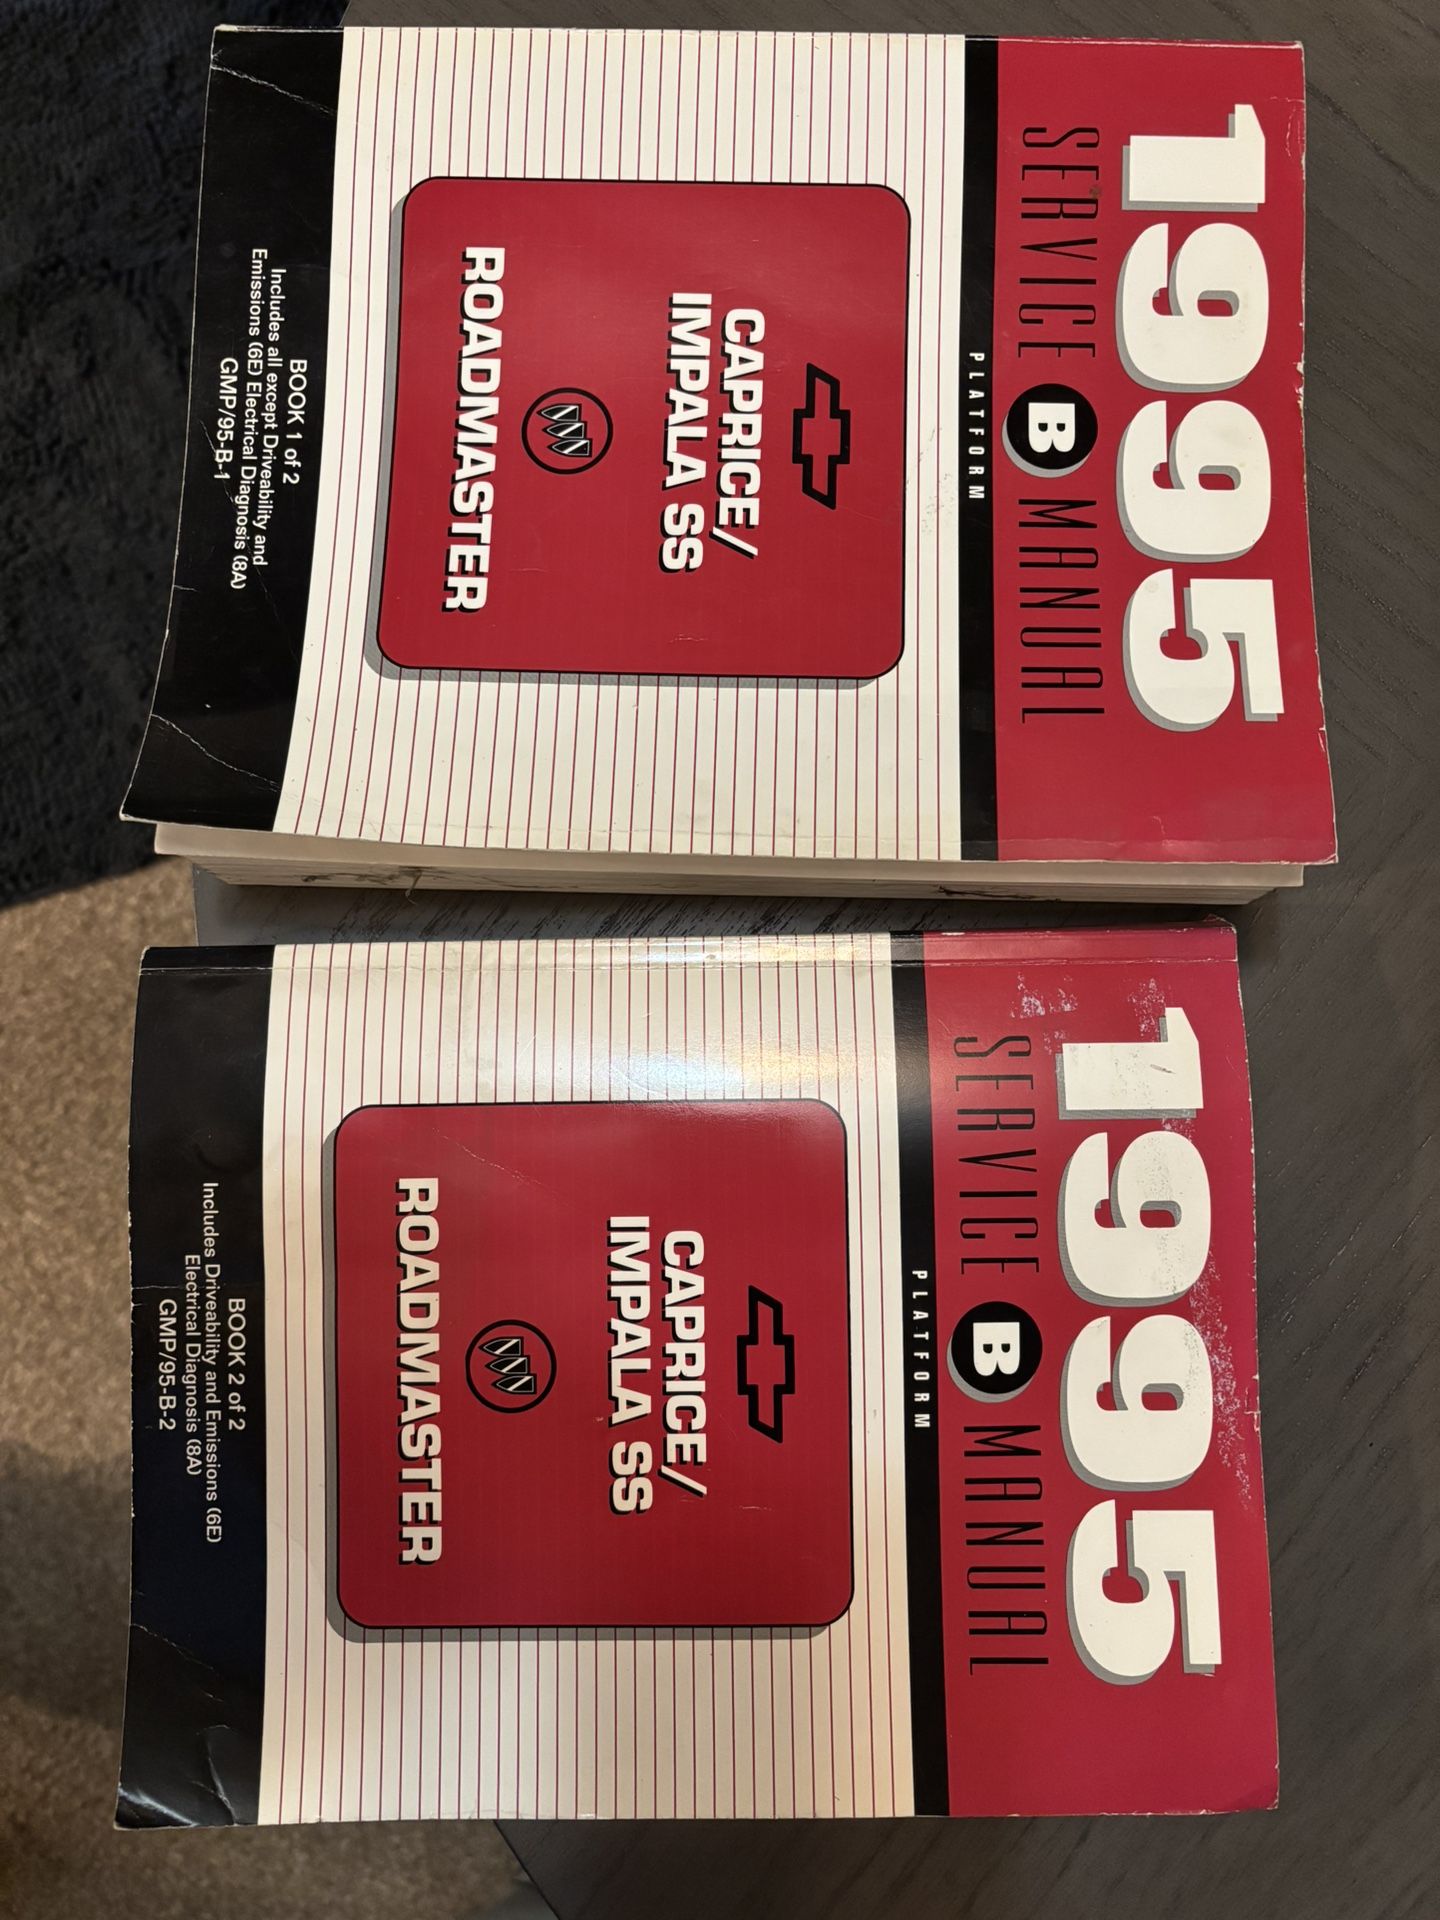 1995
SERVICE B MANUAL
PLATFORM
CAPRICE/
IMPALA SS
ROADMASTER
BOOK 1 of 2
Includes all except Driveability and
Emissions (6E) Electrical Diagnosis (8A)
GMP/95-B-1
1995
SERVICE B MANUAL
PLATFORM
CAPRICE/
IMPALA SS
ROADMASTER
BOOK 2 of 2
Includes Driveability and Emissions (6E)
Electrical Diagnosis (8A)
GMP/95-B-2